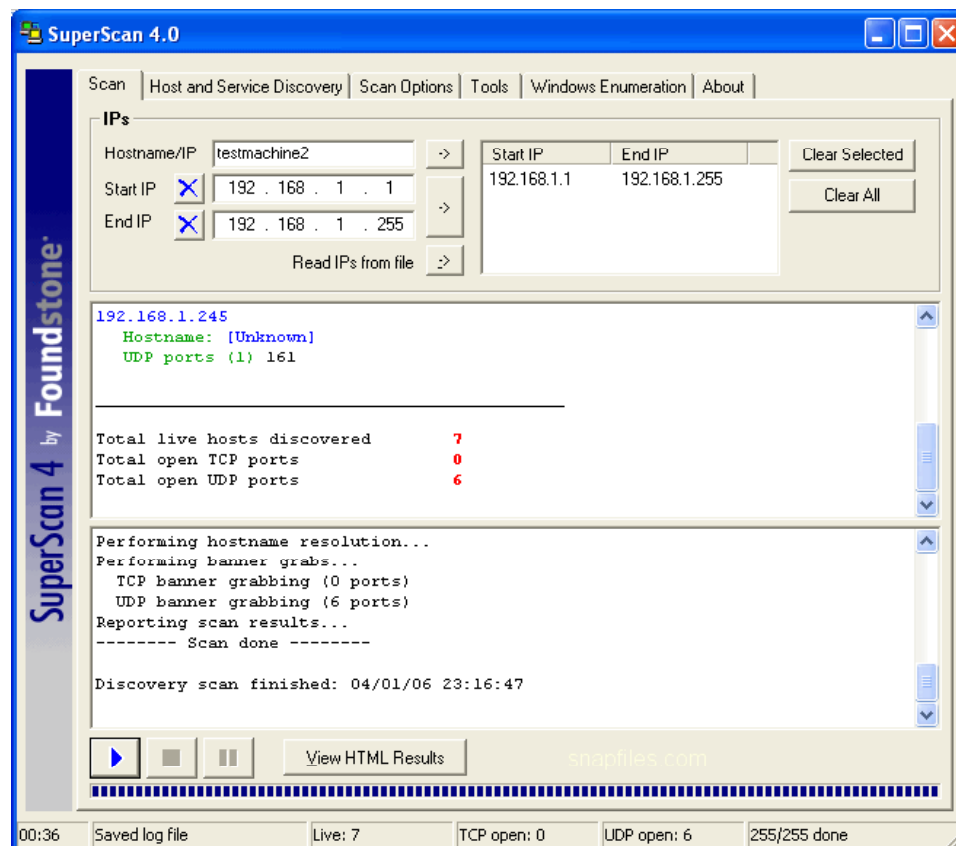 SuperScan 4.0
Scan Host and Service Discovery Scan Options Tools Windows Enumeration About
IPs
Hostname/IP testmachine2 ->
Start IP 192 . 168 . 1 . 1
End IP 192 . 168 . 1 . 255
->
Read IPs from file ->
Start IP End IP
192.168.1.1 192.168.1.255
Clear Selected
Clear All
SuperScan 4 by Foundstone
192.168.1.245
Hostname: [Unknown]
UDP ports (1) 161
Total live hosts discovered 7
Total open TCP ports 0
Total open UDP ports 6
Performing hostname resolution...
Performing banner grabs...
TCP banner grabbing (0 ports)
UDP banner grabbing (6 ports)
Reporting scan results...
-------- Scan done --------
Discovery scan finished: 04/01/06 23:16:47
View HTML Results
snapfiles.com
00:36 Saved log file Live: 7 TCP open: 0 UDP open: 6 255/255 done